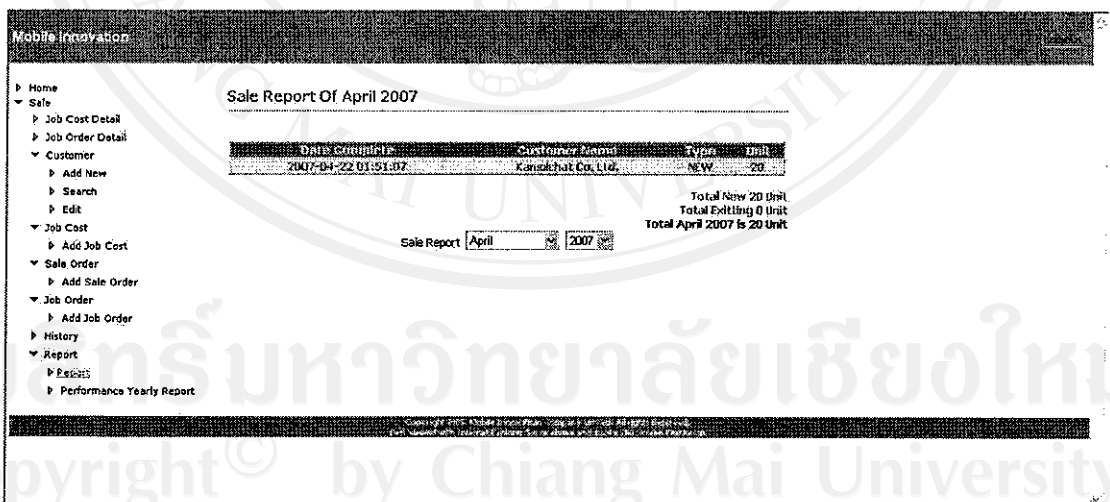 Mobile Innovation
Home
Sale
Job Cost Detail
Job Order Detail
Customer
Add New
Search
Edit
Job Cost
Add Job Cost
Sale Order
Add Sale Order
Job Order
Add Job Order
History
Report
Report
Performance Yearly Report
Sale Report Of April 2007
Date Complete Customer Name Type Unit
2007-04-22 01:51:07 Co, Ltd. NEW 20
Total New 20 Unit
Total Exitting 0 Unit
Total April 2007 is 20 Unit
Sale Report April 2007
ลิขสิทธิ์มหาวิทยาลัยเชียงใหม่
pyright © by Chiang Mai University
NG MAI UNIVERSIT